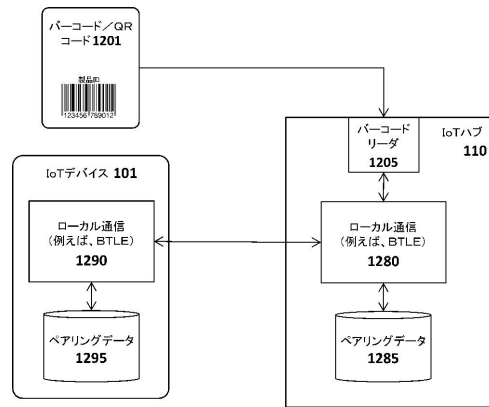 バーコード／QR
コード1201
製品ID
123456 789012
バーコード
リーダ
1205
IoTハブ
110
IoTデバイス 101
ローカル通信
(例えば、BTLE)
1290
ローカル通信
(例えば、BTLE)
1280
ペアリングデータ
1295
ペアリングデータ
1285